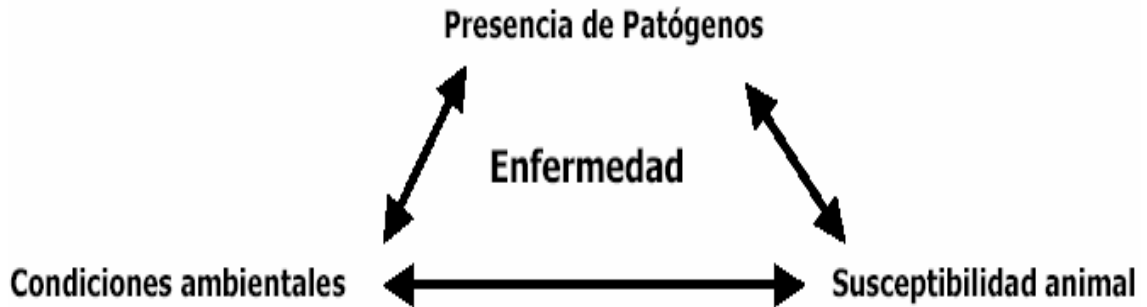 Presencia de Patógenos
Enfermedad
Condiciones ambientales
Susceptibilidad animal